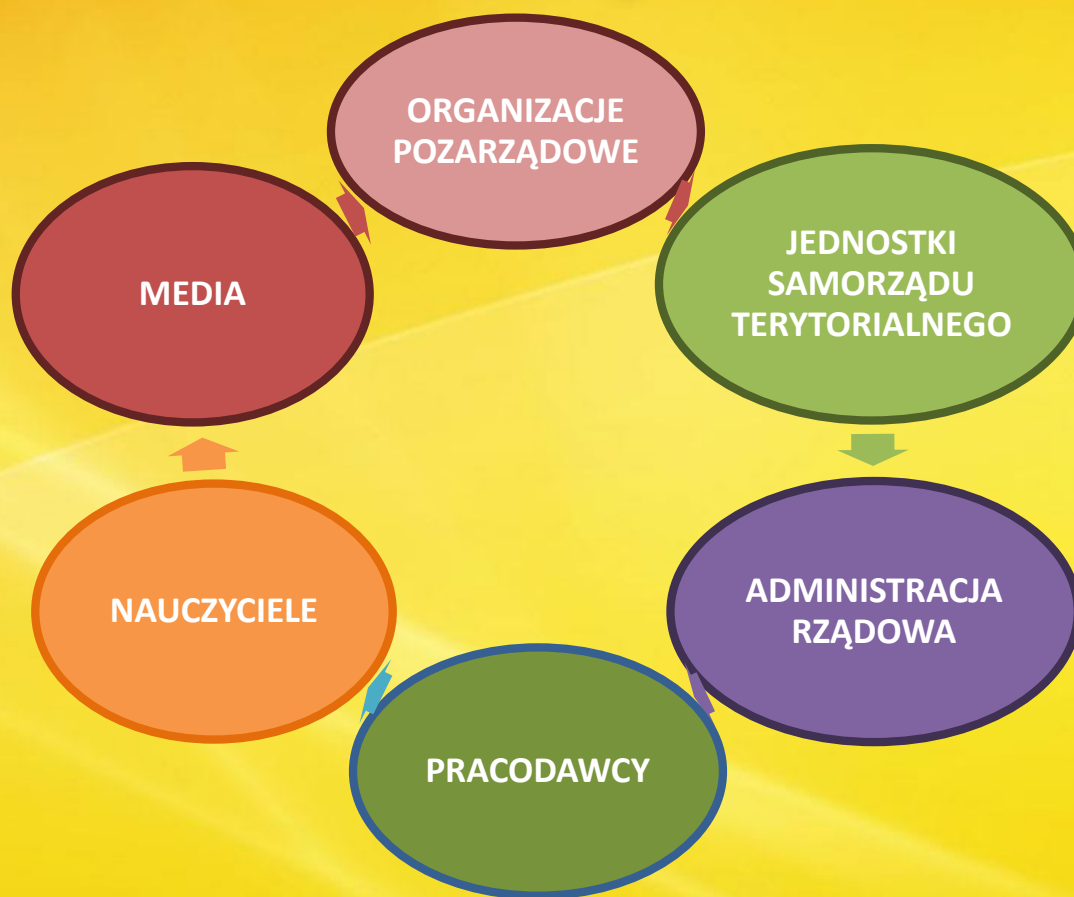 ORGANIZACJE
POZARZĄDOWE
JEDNOSTKI
SAMORZĄDU
TERYTORIALNEGO
ADMINISTRACJA
RZĄDOWA
PRACODAWCY
NAUCZYCIELE
MEDIA